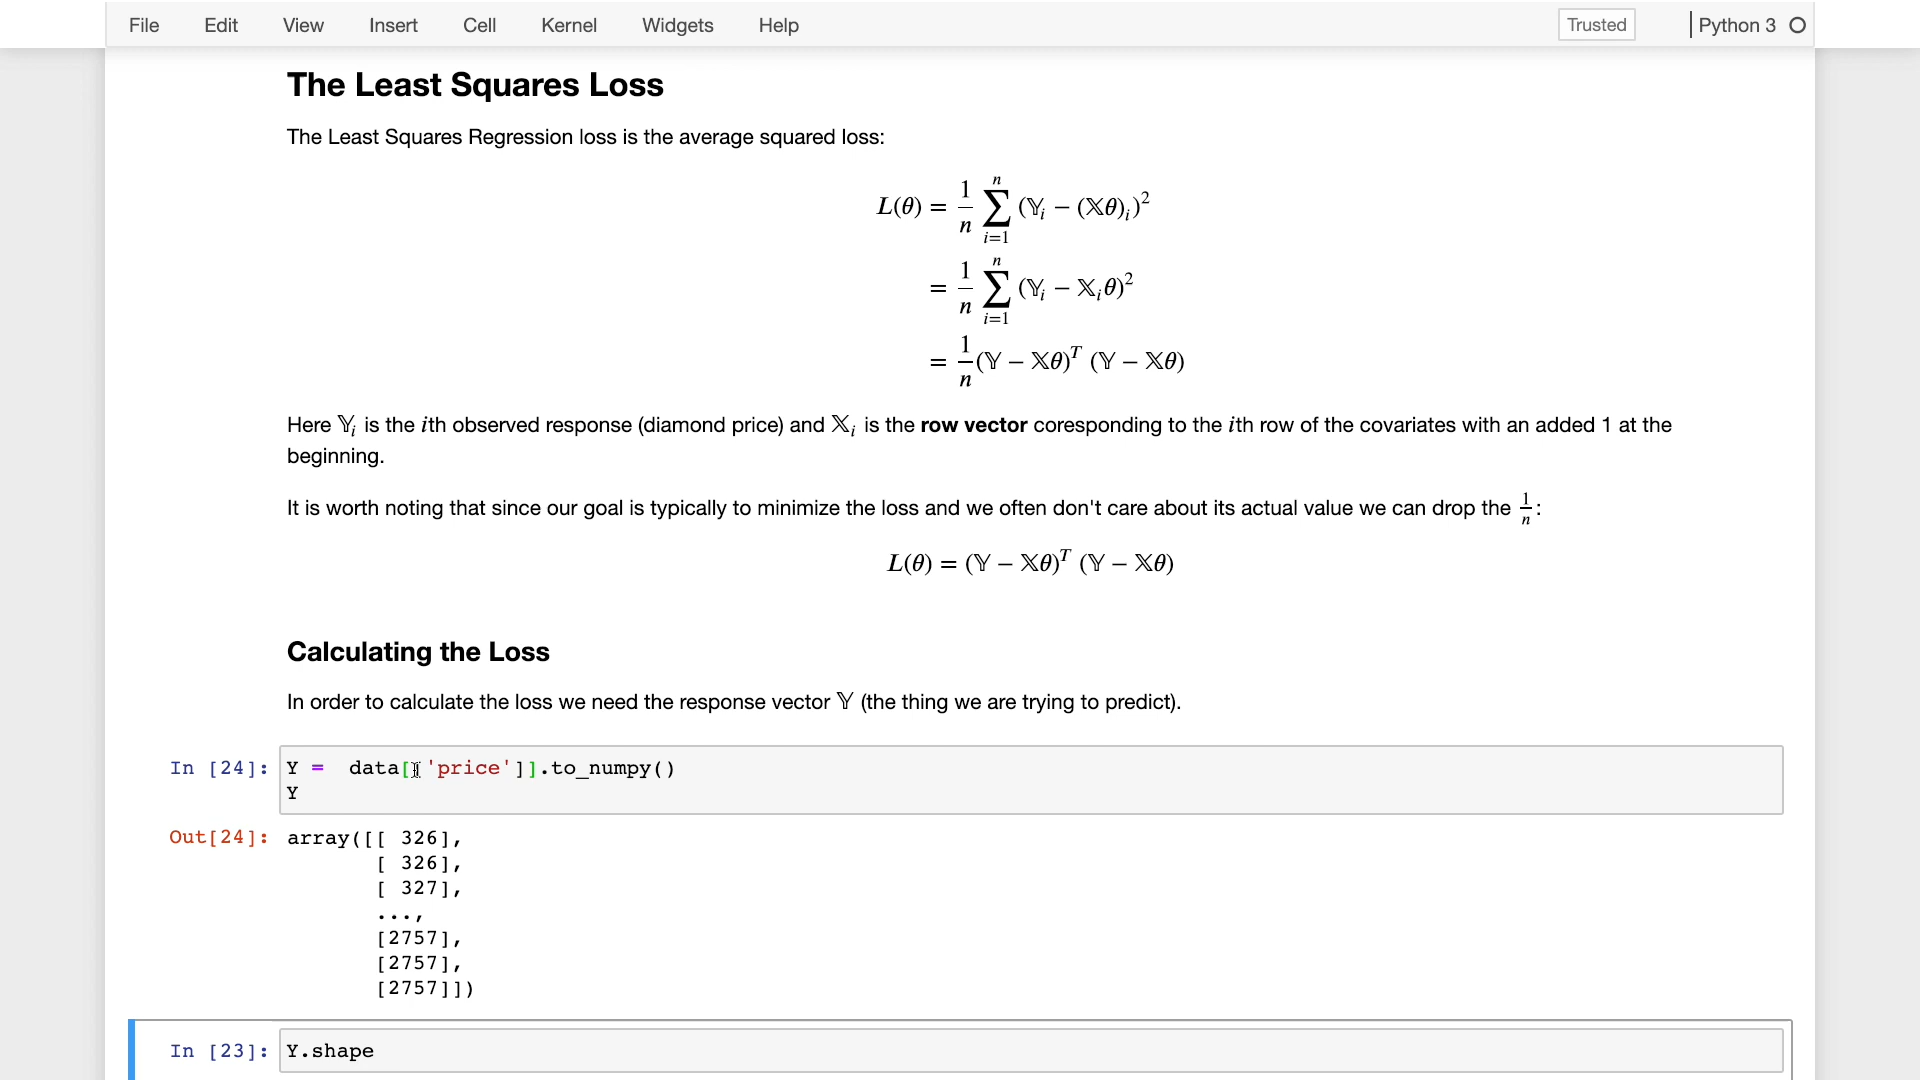 File Edit View Insert Cell Kernel Widgets Help Trusted Python 3
The Least Squares Loss
The Least Squares Regression loss is the average squared loss:
L(θ) = \frac{1}{n} \sum_{i=1}^{n} (𝕐_i − (𝕏θ)_i)^2
= \frac{1}{n} \sum_{i=1}^{n} (𝕐_i − 𝕏_iθ)^2
= \frac{1}{n} (𝕐 − 𝕏θ)^T (𝕐 − 𝕏θ)
Here 𝕐_i is the ith observed response (diamond price) and 𝕏_i is the row vector coresponding to the ith row of the covariates with an added 1 at the
beginning.
It is worth noting that since our goal is typically to minimize the loss and we often don't care about its actual value we can drop the \frac{1}{n}:
L(θ) = (𝕐 − 𝕏θ)^T (𝕐 − 𝕏θ)
Calculating the Loss
In order to calculate the loss we need the response vector 𝕐 (the thing we are trying to predict).
In [24]: Y =  data[['price']].to_numpy()
Y
Out[24]: array([[ 326],
[ 326],
[ 327],
...,
[2757],
[2757],
[2757]])
In [23]: Y.shape